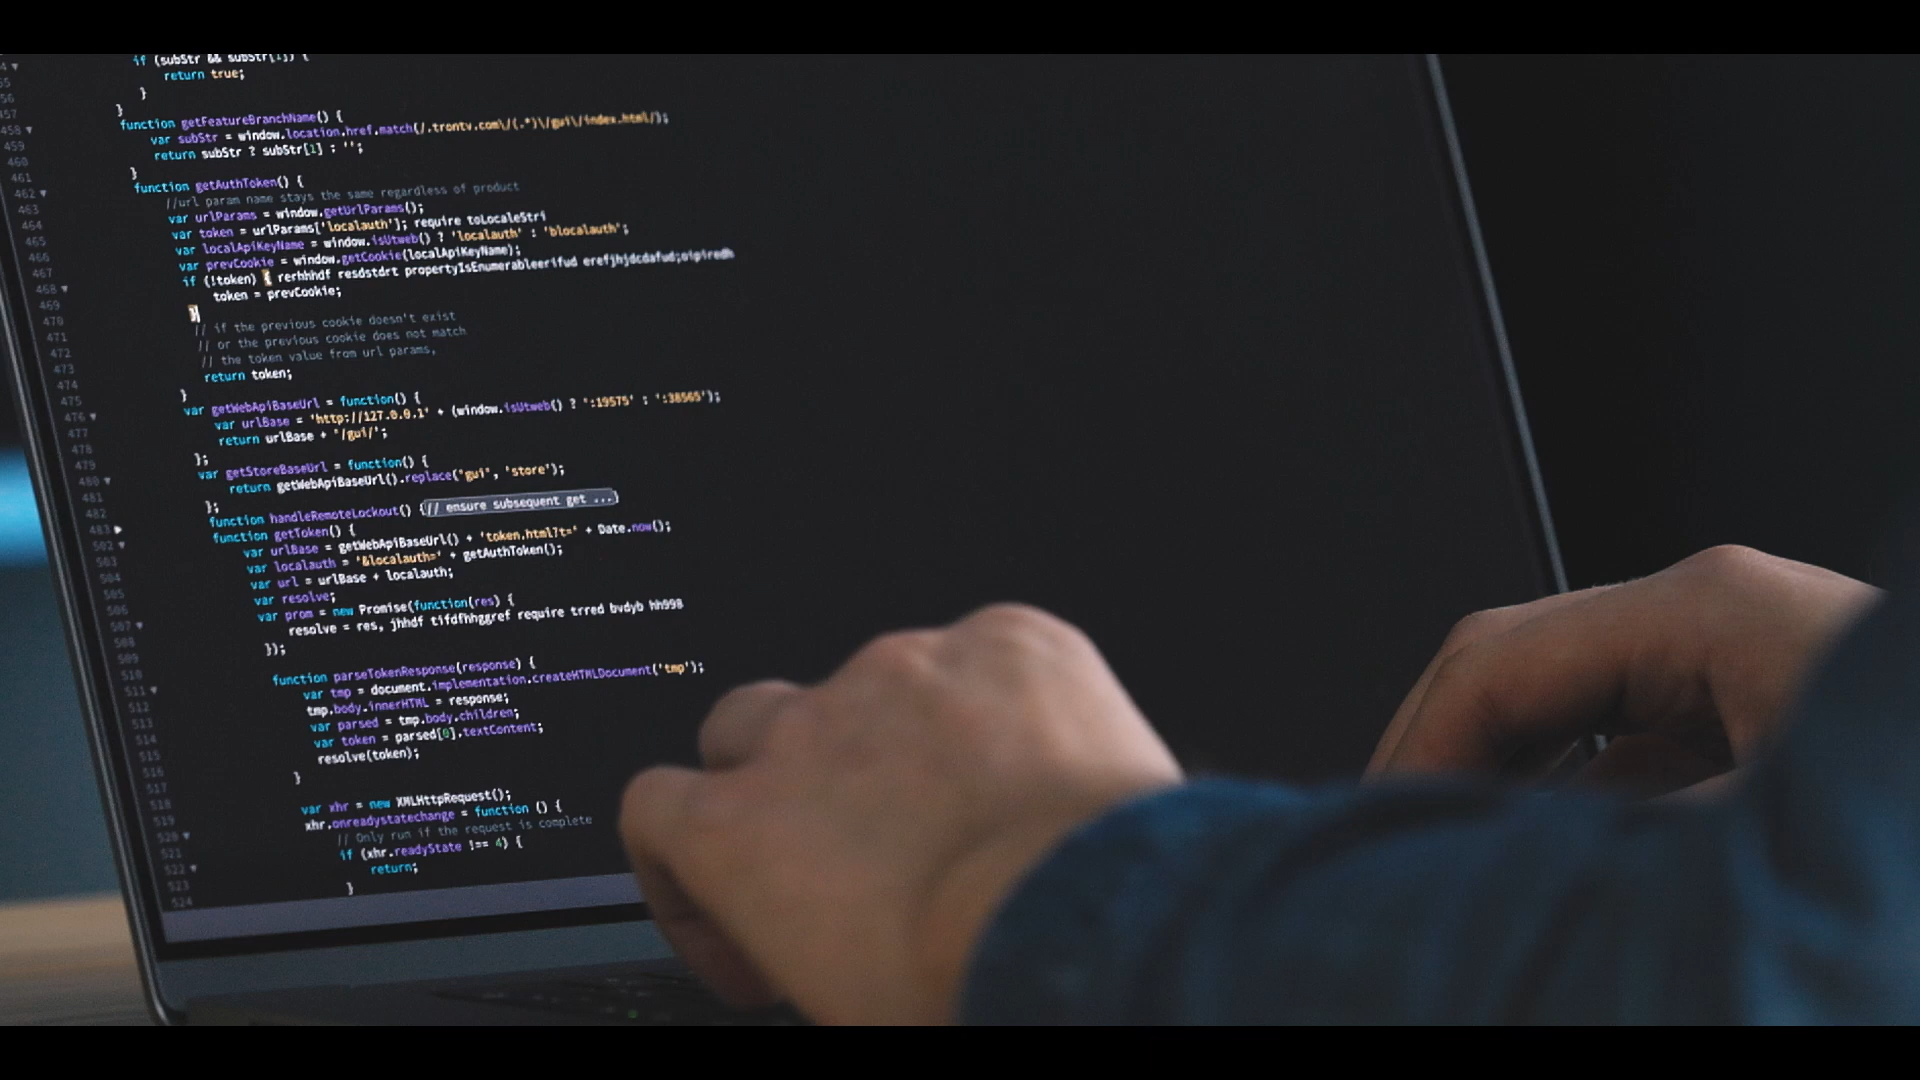 if (subStr && subStr[1]) {
return true;
}
}
function getFeatureBranchName() {
var subStr = window.location.href.match(/.trontv.com\/(.*)\/gui\/index.html/);
return subStr ? subStr[1] : '';
}
function getAuthToken() {
//url param name stays the same regardless of product
var urlParams = window.getUrlParams();
var token = urlParams['localauth']; require toLocaleStri
var localApiKeyName = window.isUtweb() ? 'localauth' : 'blocalauth';
var prevCookie = window.getCookie(localApiKeyName);
if (!token) { rerhhhdf resdstdrt propertyIsEnumerableerifud erefjhjdcdafud;oipiredh
token = prevCookie;
}
// if the previous cookie doesn't exist
// or the previous cookie does not match
// the token value from url params,
return token;
}
var getWebApiBaseUrl = function() {
var urlBase = 'http://127.0.0.1' + (window.isUtweb() ? ':19575' : ':38565');
return urlBase + '/gui/';
};
var getStoreBaseUrl = function() {
return getWebApiBaseUrl().replace('gui', 'store');
};
function handleRemoteLockout() {// ensure subsequent get ...}
function getToken() {
var urlBase = getWebApiBaseUrl() + 'token.html?t=' + Date.now();
var localauth = '&localauth=' + getAuthToken();
var url = urlBase + localauth;
var resolve;
var prom = new Promise(function(res) {
resolve = res, jhhdf tifdfhhggref require trred bvdyb hh998
});
function parseTokenResponse(response) {
var tmp = document.implementation.createHTMLDocument('tmp');
tmp.body.innerHTML = response;
var parsed = tmp.body.children;
var token = parsed[0].textContent;
resolve(token);
}
var xhr = new XMLHttpRequest();
xhr.onreadystatechange = function () {
// Only run if the request is complete
if (xhr.readyState !== 4) {
return;
}